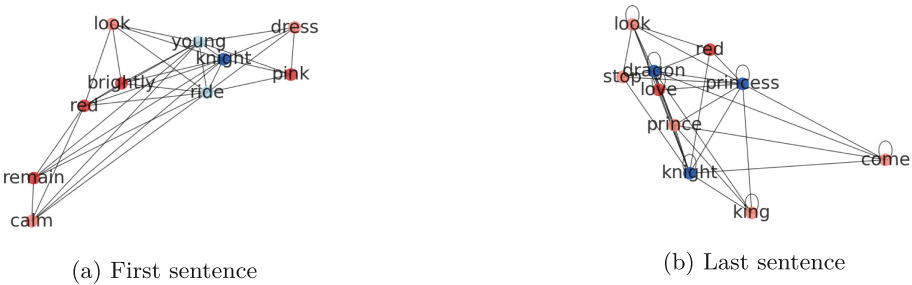 look
young
dress
knight
brightly
pink
red
ride
remain
calm
(a) First sentence
look
red
dragon
stop
princess
love
prince
come
knight
king
(b) Last sentence